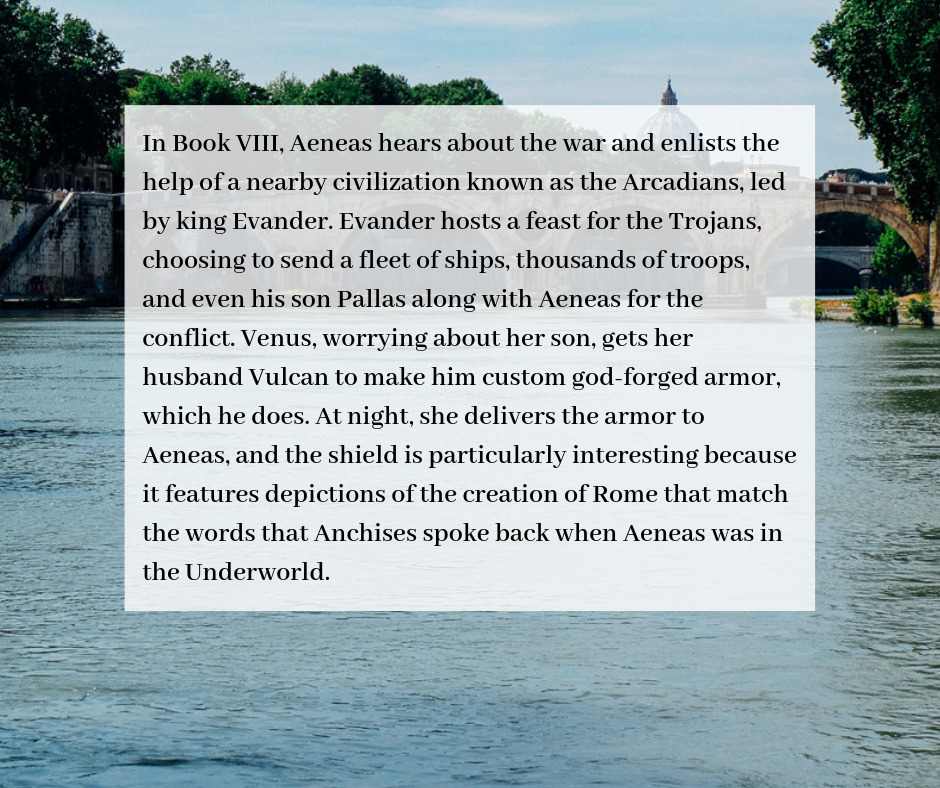 In Book VIII, Aeneas hears about the war and enlists the
help of a nearby civilization known as the Arcadians, led
by king Evander. Evander hosts a feast for the Trojans,
choosing to send a fleet of ships, thousands of troops,
and even his son Pallas along with Aeneas for the
conflict. Venus, worrying about her son, gets her
husband Vulcan to make him custom god-forged armor,
which he does. At night, she delivers the armor to
Aeneas, and the shield is particularly interesting because
it features depictions of the creation of Rome that match
the words that Anchises spoke back when Aeneas was in
the Underworld.